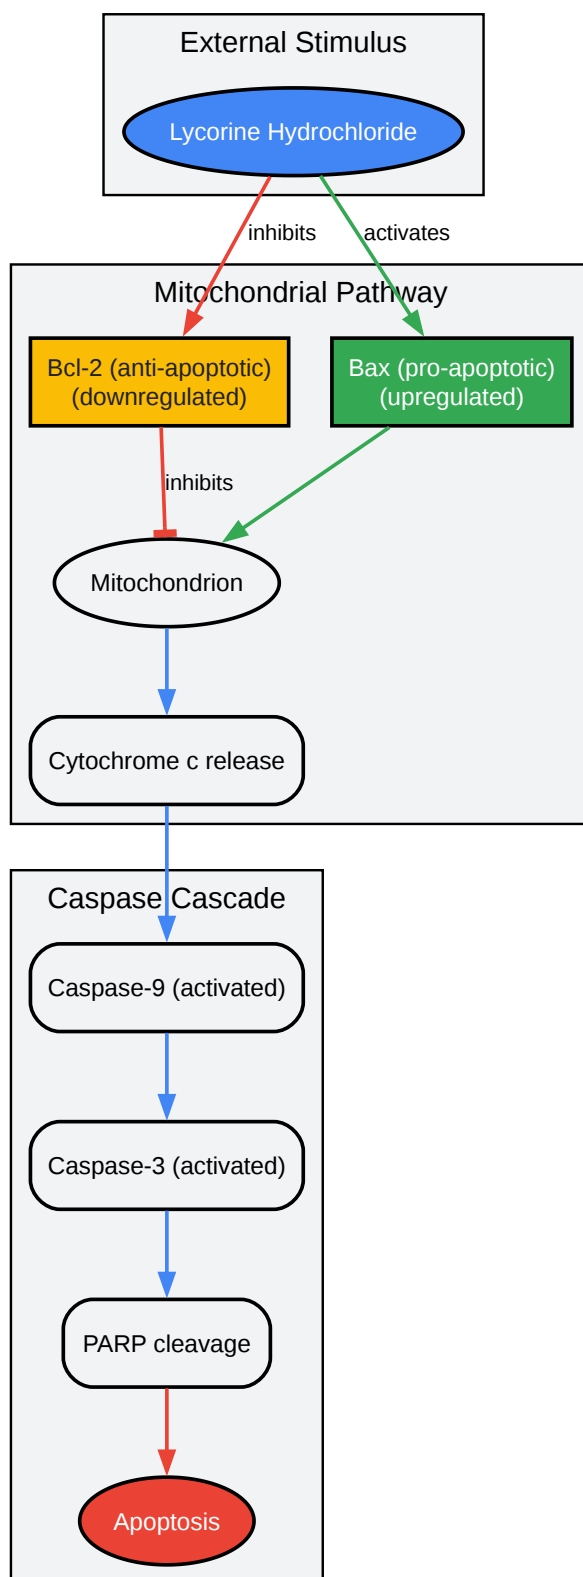 External Stimulus
Lycorine Hydrochloride
inhibits
activates
Mitochondrial Pathway
Bcl-2 (anti-apoptotic)
(downregulated)
Bax (pro-apoptotic)
(upregulated)
inhibits
Mitochondrion
Cytochrome c release
Caspase Cascade
Caspase-9 (activated)
Caspase-3 (activated)
PARP cleavage
Apoptosis